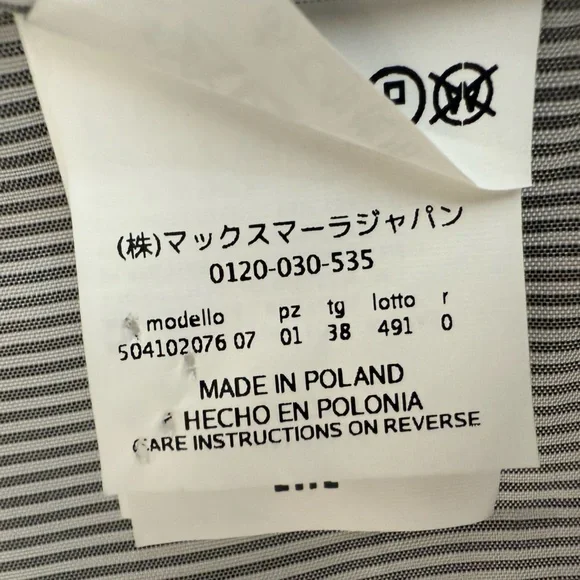 (株)マックスマーラジャパン
0120-030-535
modello pz tg lotto r
504102076 07 01 38 491 0
MADE IN POLAND
HECHO EN POLONIA
CARE INSTRUCTIONS ON REVERSE